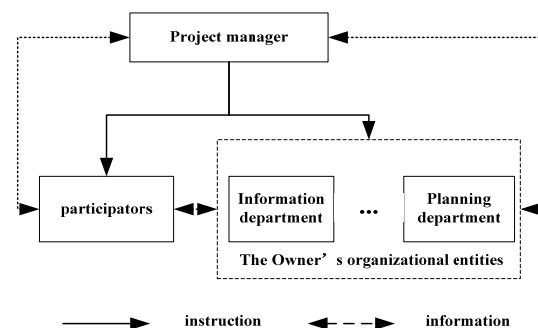 Project manager
participators
Information
department
...
Planning
department
The Owner’ s organizational entities
instruction
information